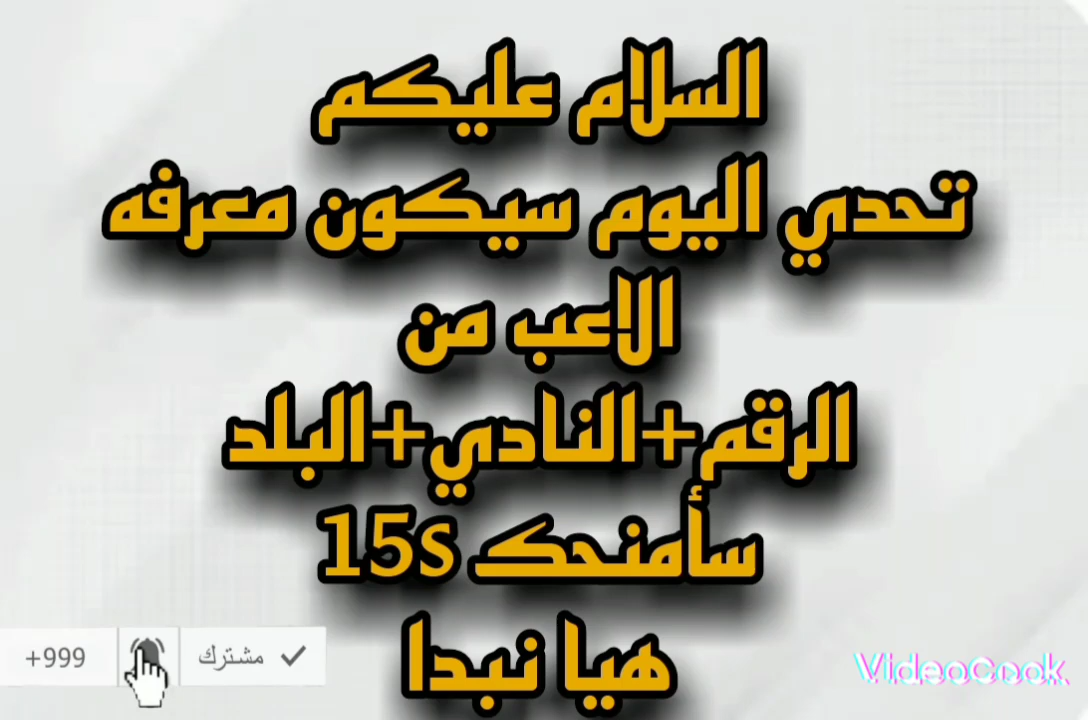 السلام عليكم
تحدي اليوم سيكون معرفه
الاعب من
الرقم+النادي+البلد
سأمنحك 15s
هيا نبدا
+999
مشترك
VideoCook